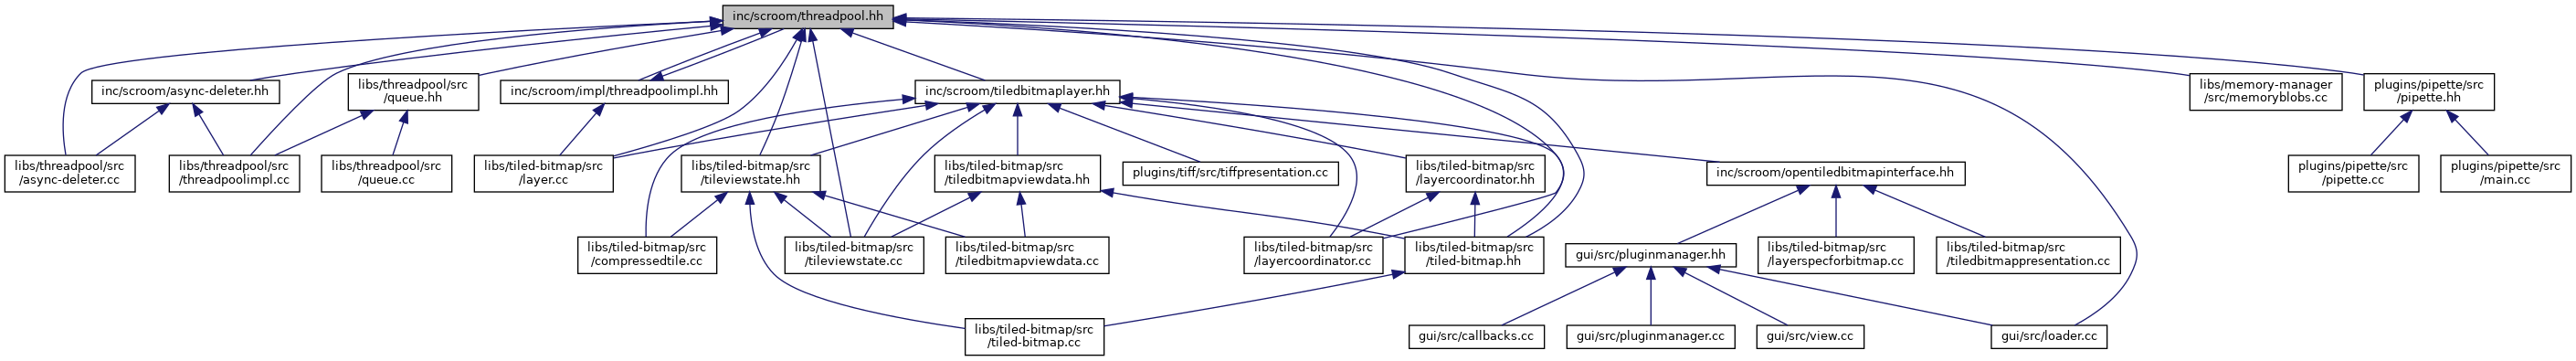 inc/scroom/threadpool.hh
inc/scroom/async-deleter.hh
libs/threadpool/src
/queue.hh
inc/scroom/impl/threadpoolimpl.hh
inc/scroom/tiledbitmaplayer.hh
libs/memory-manager
/src/memoryblobs.cc
plugins/pipette/src
/pipette.hh
libs/threadpool/src
/async-deleter.cc
libs/threadpool/src
/threadpoolimpl.cc
libs/threadpool/src
/queue.cc
libs/tiled-bitmap/src
/layer.cc
libs/tiled-bitmap/src
/tileviewstate.hh
libs/tiled-bitmap/src
/tiledbitmapviewdata.hh
plugins/tiff/src/tiffpresentation.cc
libs/tiled-bitmap/src
/layercoordinator.hh
inc/scroom/opentiledbitmapinterface.hh
plugins/pipette/src
/pipette.cc
plugins/pipette/src
/main.cc
libs/tiled-bitmap/src
/compressedtile.cc
libs/tiled-bitmap/src
/tileviewstate.cc
libs/tiled-bitmap/src
/tiledbitmapviewdata.cc
libs/tiled-bitmap/src
/layercoordinator.cc
libs/tiled-bitmap/src
/tiled-bitmap.hh
gui/src/pluginmanager.hh
libs/tiled-bitmap/src
/layerspecforbitmap.cc
libs/tiled-bitmap/src
/tiledbitmappresentation.cc
libs/tiled-bitmap/src
/tiled-bitmap.cc
gui/src/callbacks.cc
gui/src/pluginmanager.cc
gui/src/view.cc
gui/src/loader.cc